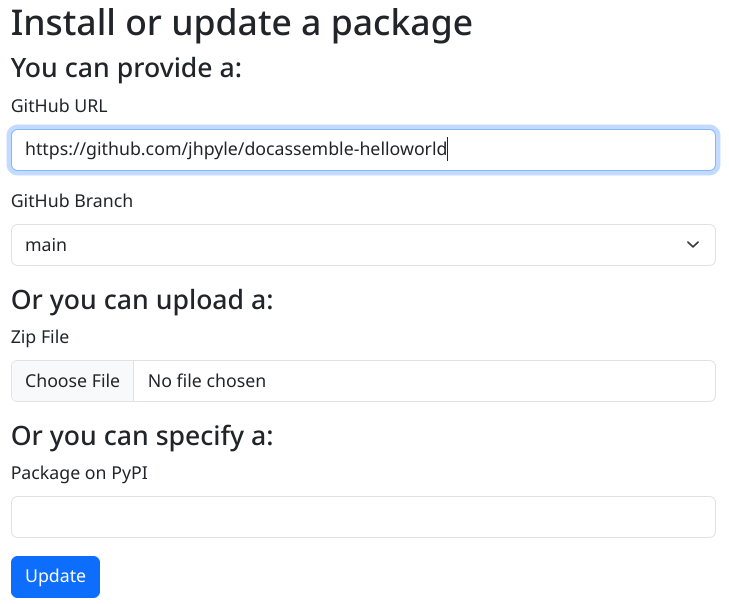 Install or update a package
You can provide a:
GitHub URL
https://github.com/jhpyle/docassemble-helloworld
GitHub Branch
main
Or you can upload a:
Zip File
Choose File No file chosen
Or you can specify a:
Package on PyPI
Update